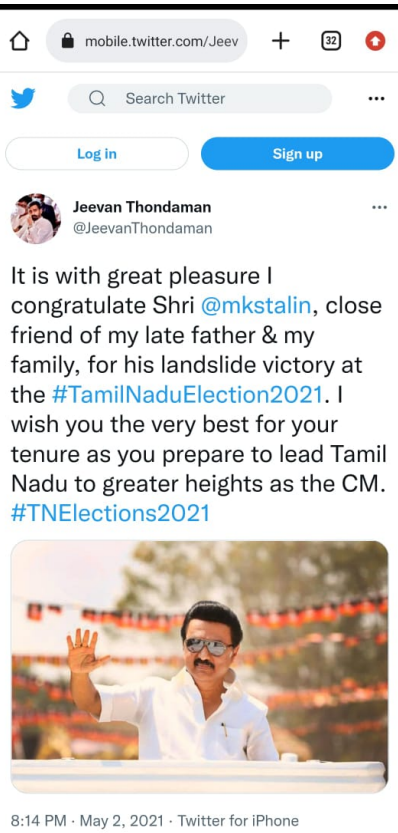 mobile.twitter.com/Jeev
32
Search Twitter
Log in
Sign up
Jeevan Thondaman
@JeevanThondaman
It is with great pleasure I
congratulate Shri @mkstalin, close
friend of my late father & my
family, for his landslide victory at
the #TamilNaduElection2021. I
wish you the very best for your
tenure as you prepare to lead Tamil
Nadu to greater heights as the CM.
#TNElections2021
8:14 PM · May 2, 2021 · Twitter for iPhone